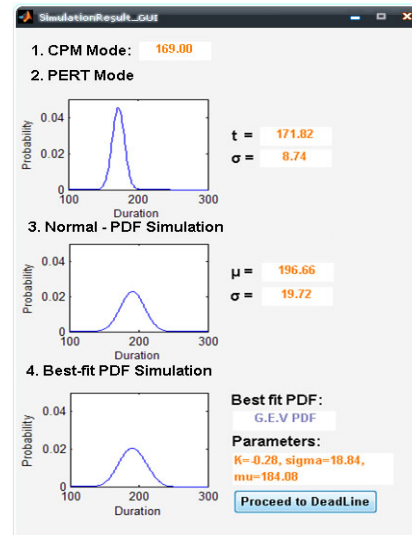 SimulationResult_GUI
1. CPM Mode: 169.00
2. PERT Mode
Probability
0.04
0.02
0
100 200 300
Duration
t = 171.82
σ = 8.74
3. Normal - PDF Simulation
Probability
0.04
0.02
0
100 200 300
Duration
μ = 196.66
σ = 19.72
4. Best-fit PDF Simulation
Probability
0.04
0.02
0
100 200 300
Duration
Best fit PDF:
G.E.V PDF
Parameters:
K=-0.28, sigma=18.84,
mu=184.08
Proceed to DeadLine